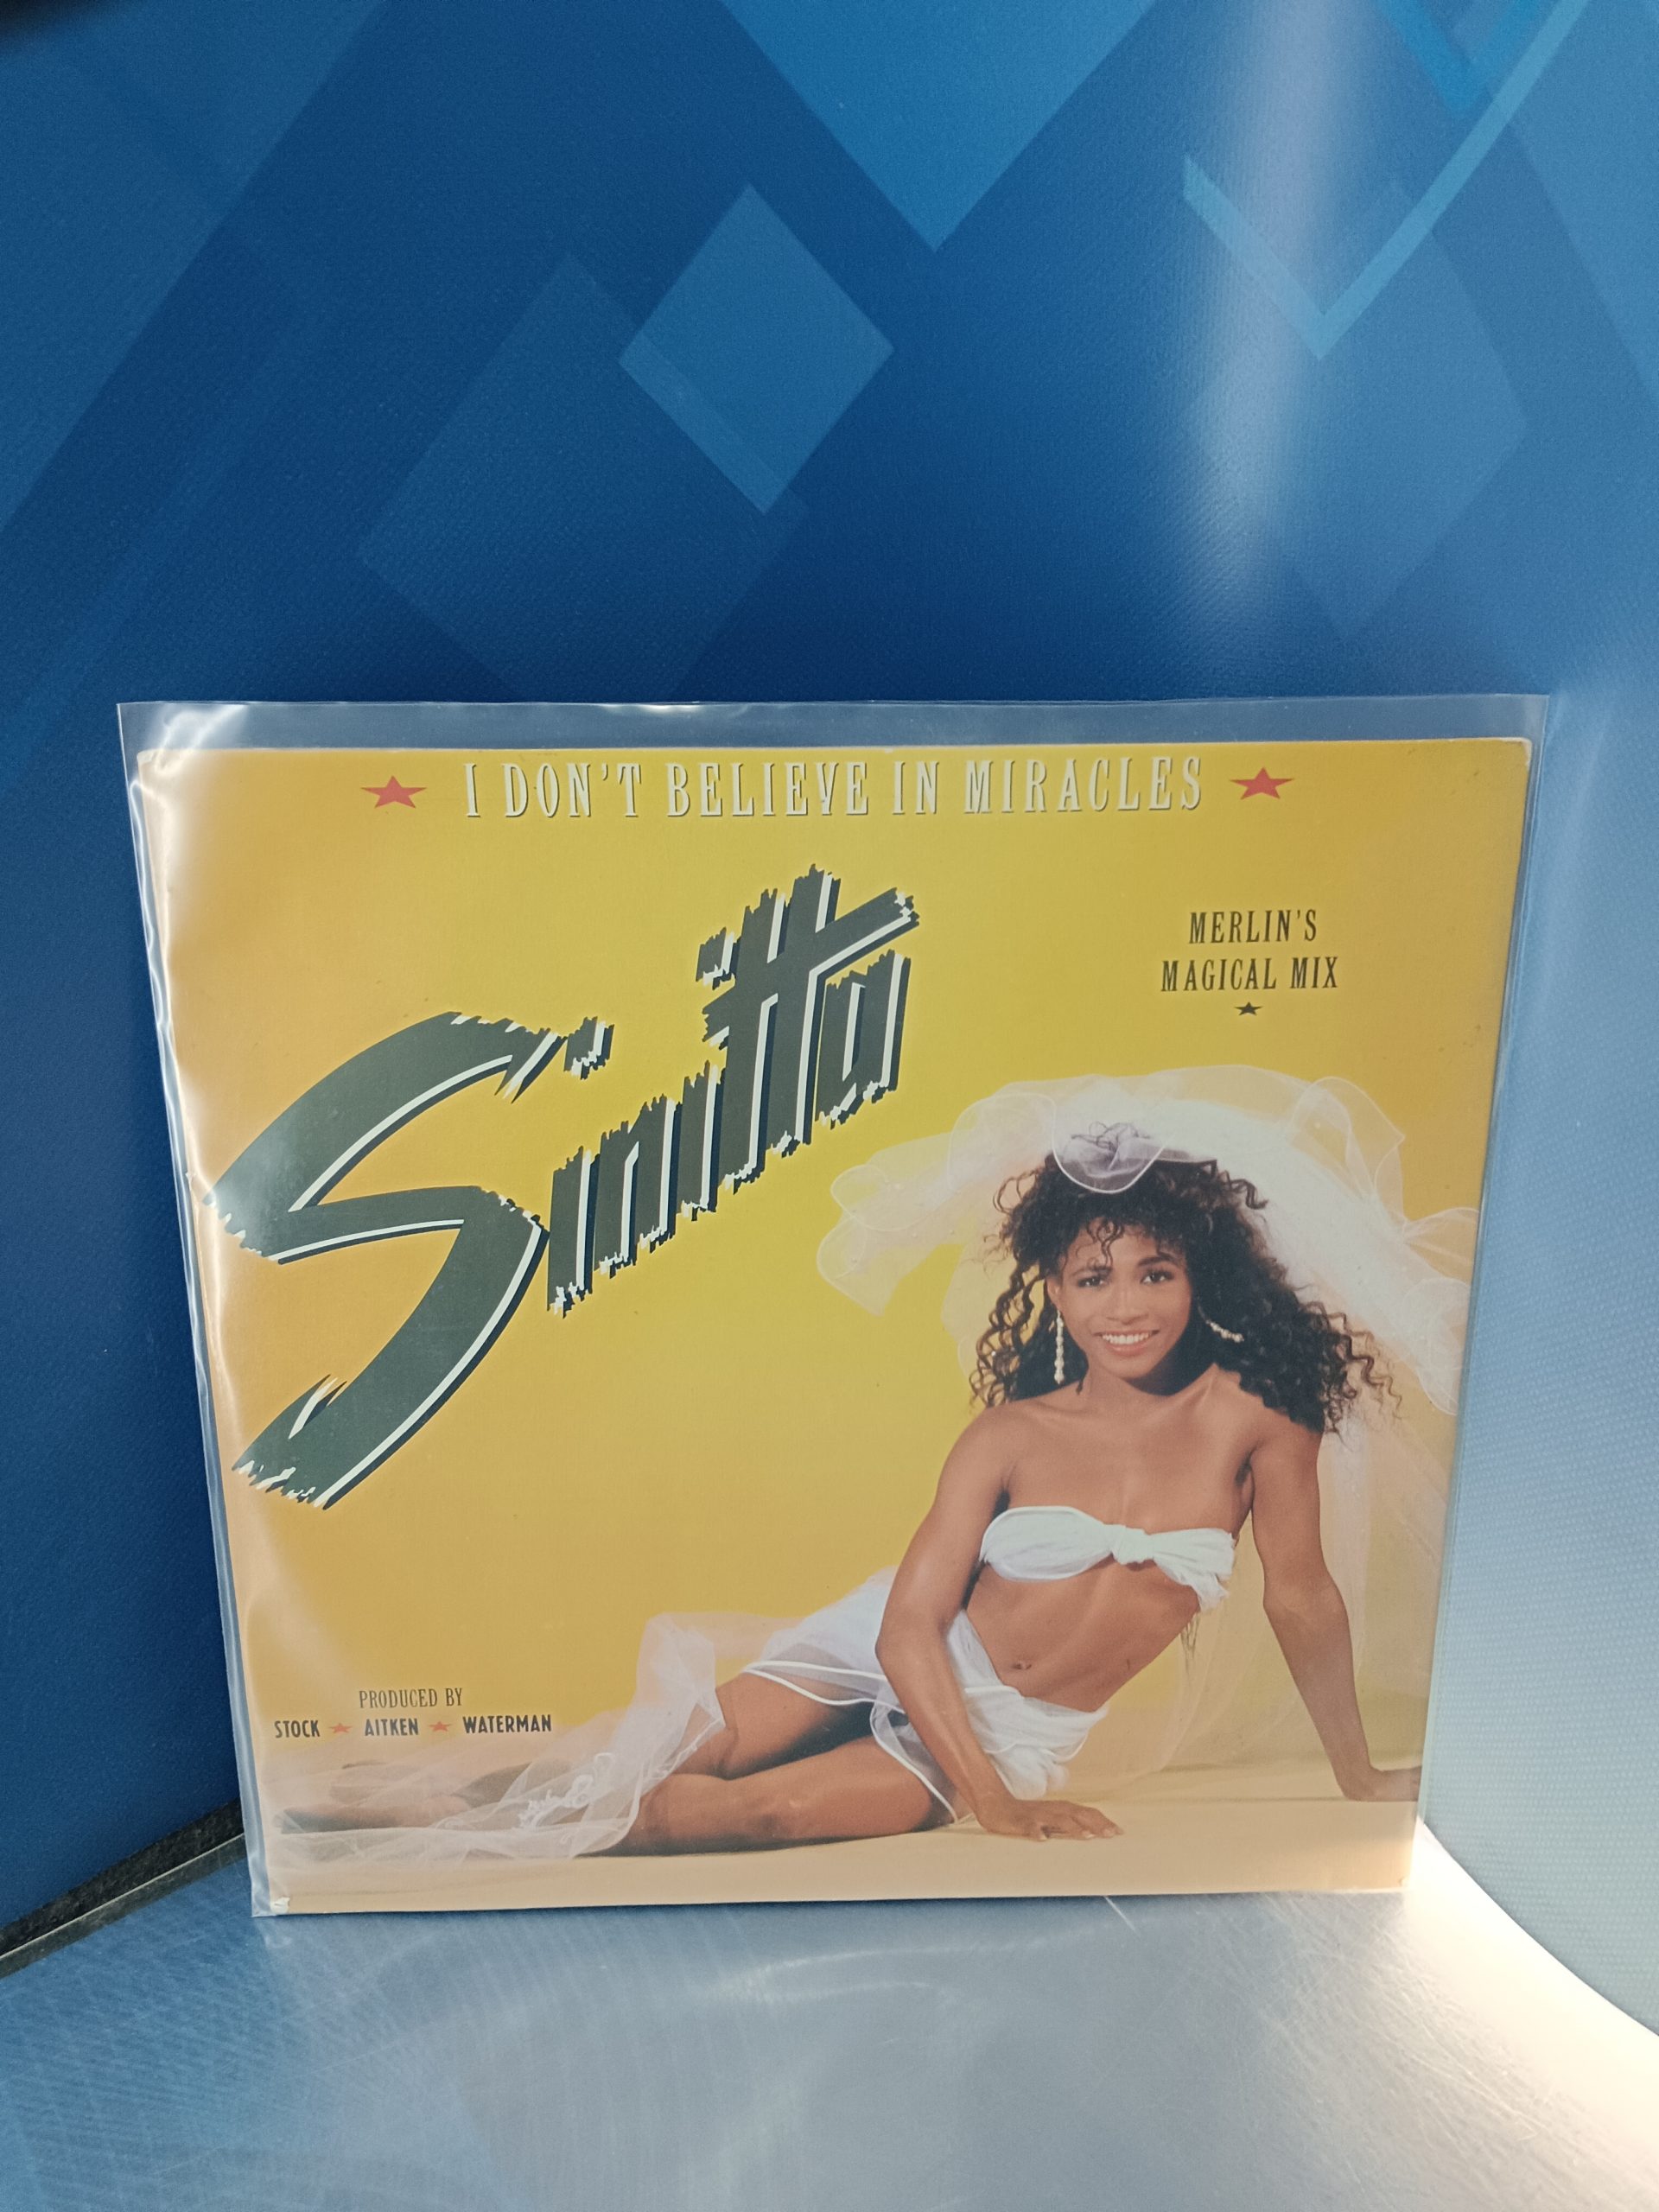 ★ I DON'T BELIEVE IN MIRACLES ★
Sinitta
MERLIN'S
MAGICAL MIX
★
PRODUCED BY
STOCK ★ AITKEN ★ WATERMAN